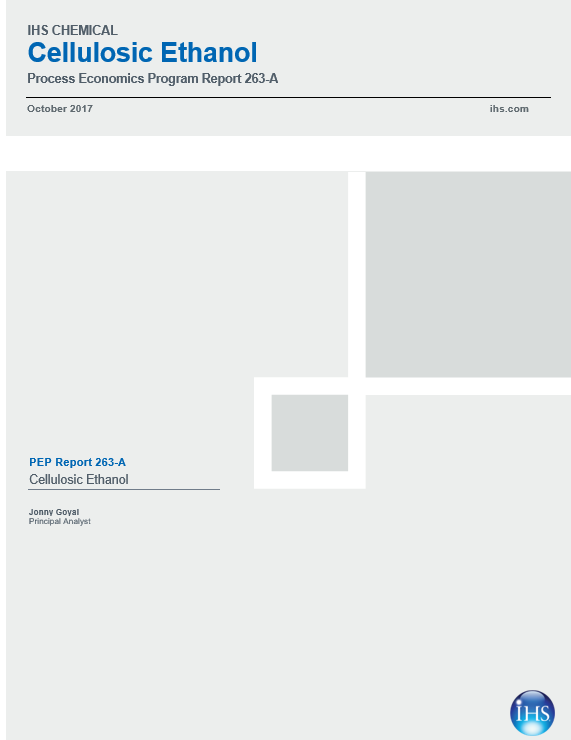 IHS CHEMICAL
Cellulosic Ethanol
Process Economics Program Report 263-A
October 2017 ihs.com
PEP Report 263-A
Cellulosic Ethanol
Jonny Goyal
Principal Analyst
IHS